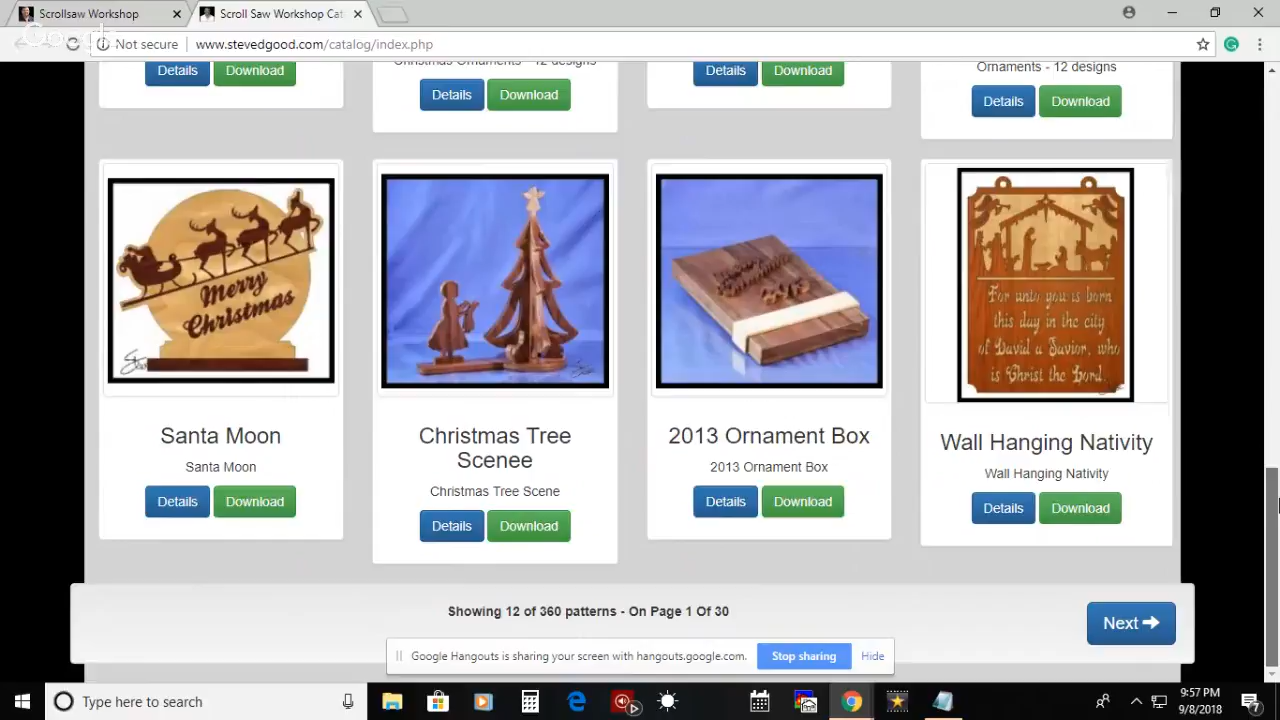 Scrollsaw Workshop
Scroll Saw Workshop Cat
Google
Not secure
www.stevedgood.com/catalog/index.php
Details Download
Christmas Ornaments - 12 designs
Details Download
Details Download
Ornaments - 12 designs
Details Download
Merry
Christmas
For unto you is born
this day in the city
of David a Savior, who
is Christ the Lord.
Santa Moon
Santa Moon
Details Download
Christmas Tree
Scenee
Christmas Tree Scene
Details Download
2013 Ornament Box
2013 Ornament Box
Details Download
Wall Hanging Nativity
Wall Hanging Nativity
Details Download
Showing 12 of 360 patterns - On Page 1 Of 30
Next
Google Hangouts is sharing your screen with hangouts.google.com.
Stop sharing
Hide
Type here to search
9:57 PM
9/8/2018
7